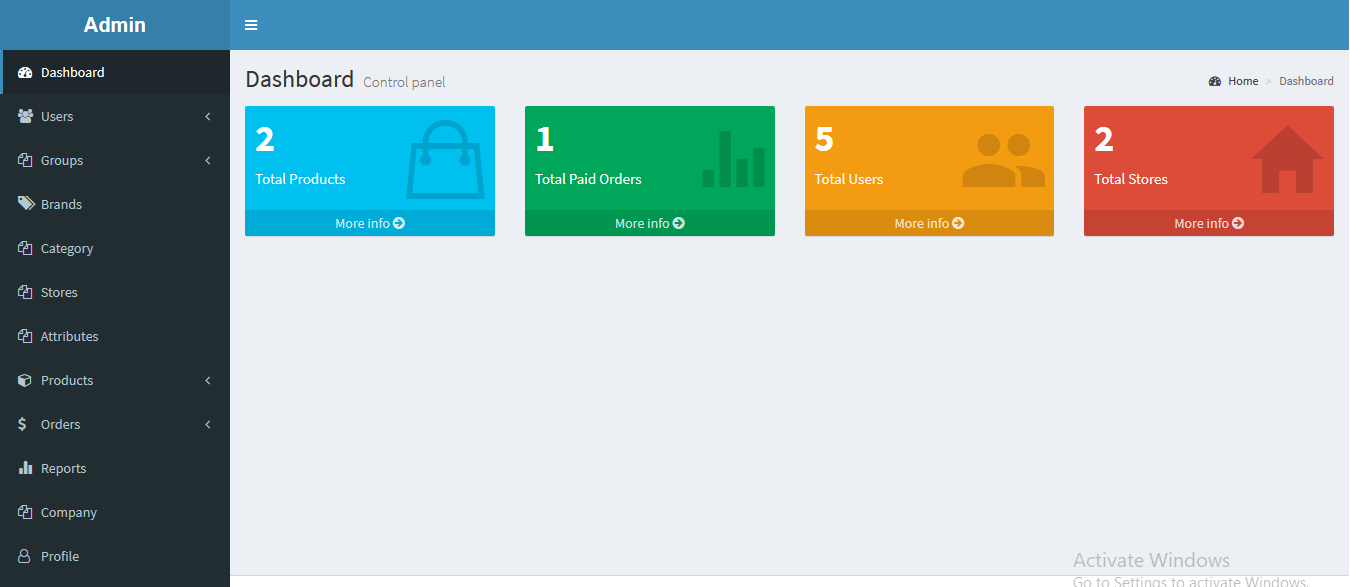 Admin
Dashboard
Users
Groups
Brands
Category
Stores
Attributes
Products
Orders
Reports
Company
Profile
Dashboard Control panel
Home > Dashboard
2
Total Products
More info
1
Total Paid Orders
More info
5
Total Users
More info
2
Total Stores
More info
Activate Windows
Go to Settings to activate Windows.